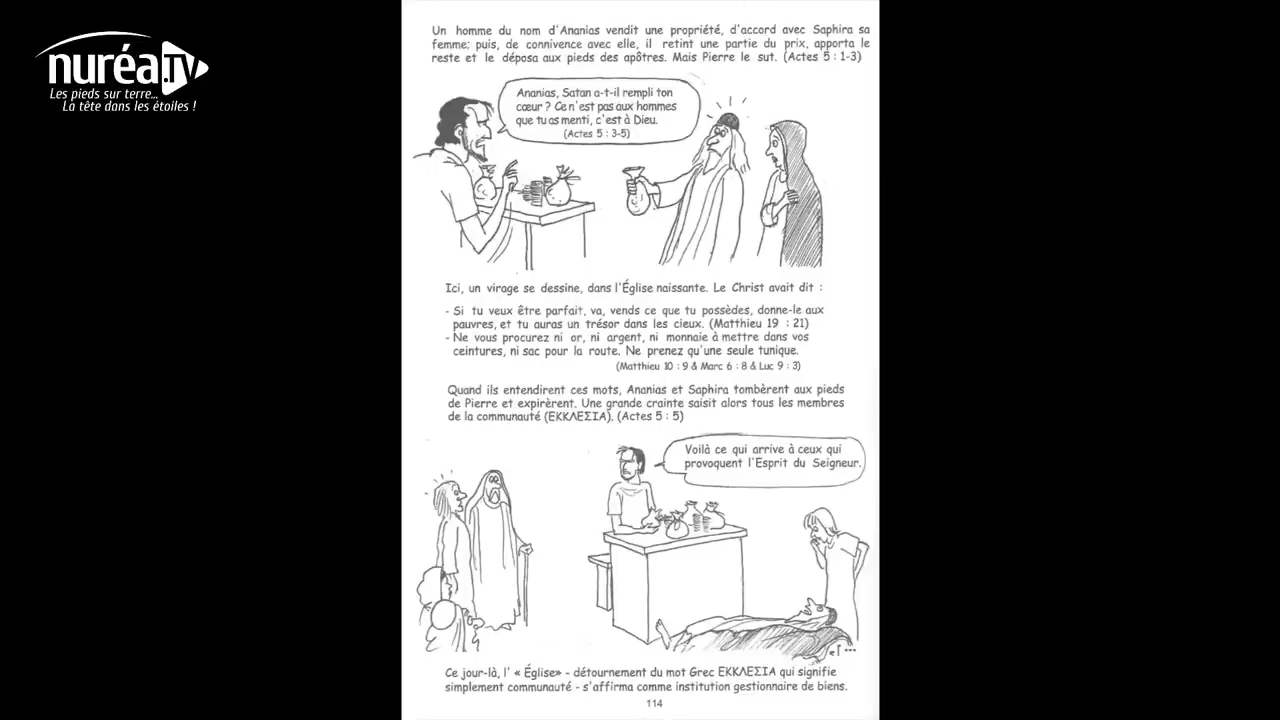 nuréa.TV
Les pieds sur terre...
La tête dans les étoiles !
Un homme du nom d'Ananias vendit une propriété, d'accord avec Saphira sa
femme; puis, de connivence avec elle, il retint une partie du prix, apporta le
reste et le déposa aux pieds des apôtres. Mais Pierre le sut. (Actes 5 : 1-3)
Ananias, Satan a-t-il rempli ton
cœur ? Ce n'est pas aux hommes
que tu as menti, c'est à Dieu.
(Actes 5 : 3-5)
Ici, un virage se dessine, dans l'Église naissante. Le Christ avait dit :
- Si tu veux être parfait, va, vends ce que tu possèdes, donne-le aux
pauvres, et tu auras un trésor dans les cieux. (Matthieu 19 : 21)
- Ne vous procurez ni or, ni argent, ni monnaie à mettre dans vos
ceintures, ni sac pour la route. Ne prenez qu'une seule tunique.
(Matthieu 10 : 9 & Marc 6 : 8 & Luc 9 : 3)
Quand ils entendirent ces mots, Ananias et Saphira tombèrent aux pieds
de Pierre et expirèrent. Une grande crainte saisit alors tous les membres
de la communauté (ΕΚΚΛΕΣΙΑ). (Actes 5 : 5)
Voilà ce qui arrive à ceux qui
provoquent l'Esprit du Seigneur.
Ce jour-là, l' « Église» - détournement du mot Grec ΕΚΚΛΕΣΙΑ qui signifie
simplement communauté - s'affirma comme institution gestionnaire de biens.
114